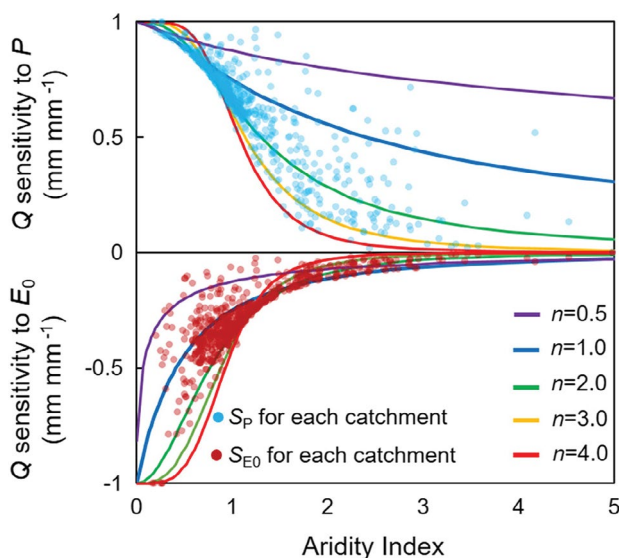 Q sensitivity to P
(mm mm⁻¹)
1
0.5
0
Q sensitivity to E₀
(mm mm⁻¹)
-0.5
-1
n=0.5
n=1.0
n=2.0
n=3.0
n=4.0
S_P for each catchment
S_E0 for each catchment
0 1 2 3 4 5
Aridity Index